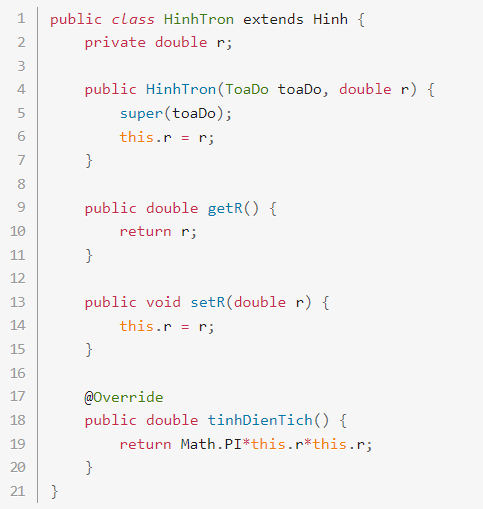 1 public class HinhTron extends Hinh {
2     private double r;
3
4     public HinhTron(ToaDo toaDo, double r) {
5         super(toaDo);
6         this.r = r;
7     }
8
9     public double getR() {
10         return r;
11     }
12
13     public void setR(double r) {
14         this.r = r;
15     }
16
17     @Override
18     public double tinhDienTich() {
19         return Math.PI*this.r*this.r;
20     }
21 }